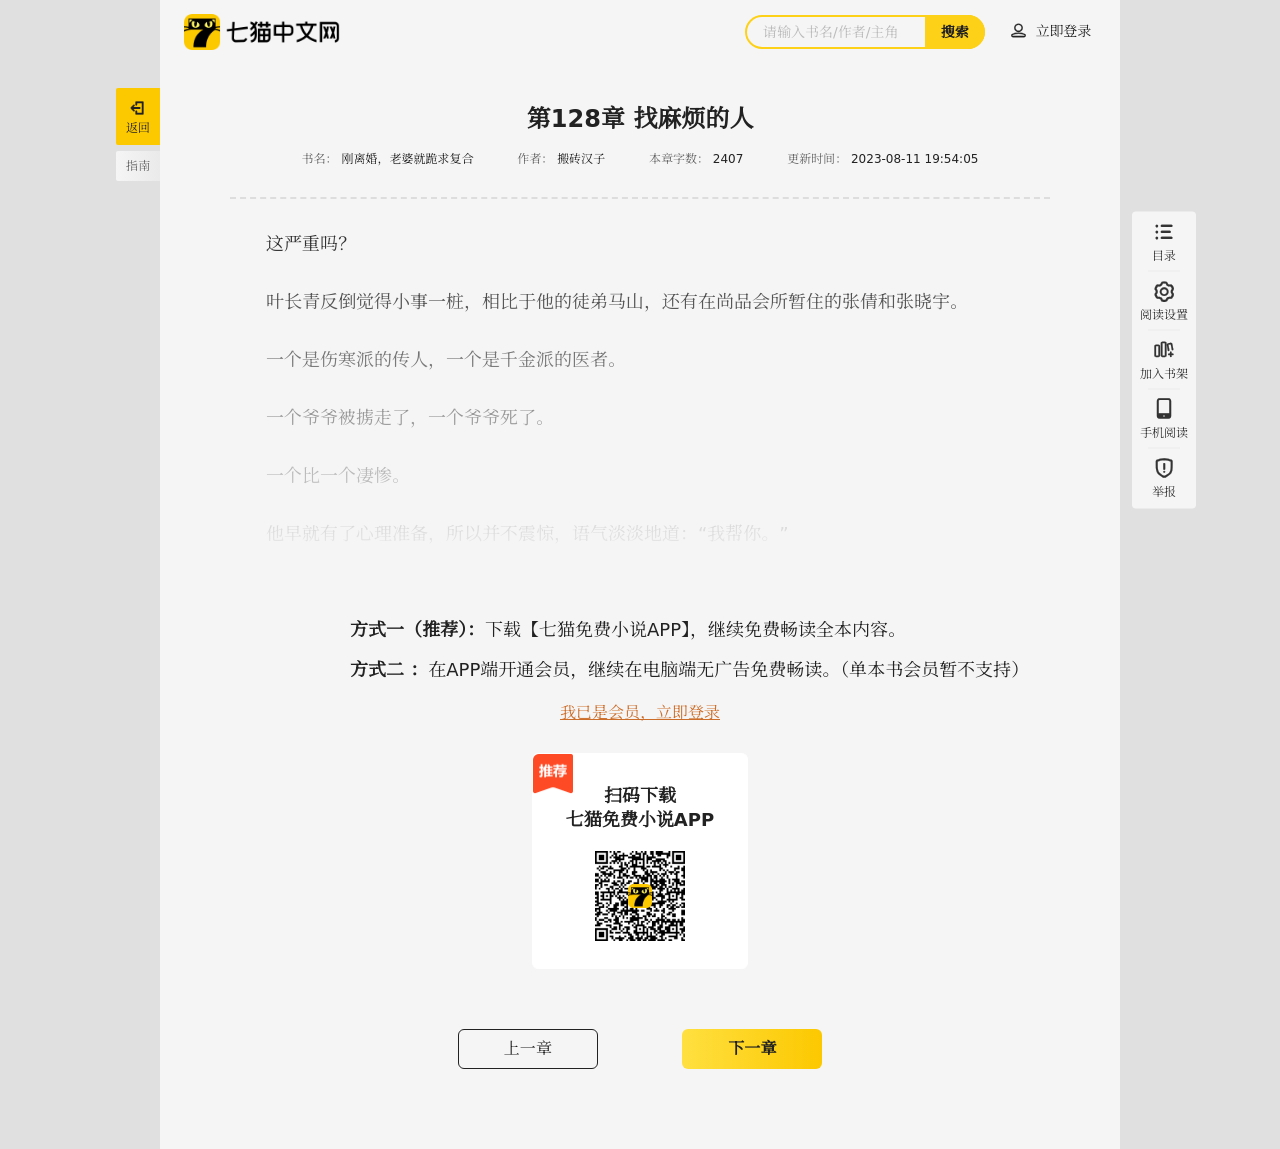 七猫中文网
请输入书名/作者/主角
搜索
立即登录
返回
指南
第128章 找麻烦的人
书名： 刚离婚，老婆就跪求复合 作者： 搬砖汉子 本章字数： 2407 更新时间： 2023-08-11 19:54:05
这严重吗？
叶长青反倒觉得小事一桩，相比于他的徒弟马山，还有在尚品会所暂住的张倩和张晓宇。
一个是伤寒派的传人，一个是千金派的医者。
一个爷爷被掳走了，一个爷爷死了。
一个比一个凄惨。
他早就有了心理准备，所以并不震惊，语气淡淡地道：“我帮你。”
目录
阅读设置
加入书架
手机阅读
举报
方式一（推荐）：下载【七猫免费小说APP】，继续免费畅读全本内容。
方式二 ：在APP端开通会员，继续在电脑端无广告免费畅读。（单本书会员暂不支持）
我已是会员，立即登录
推荐
扫码下载
七猫免费小说APP
上一章
下一章